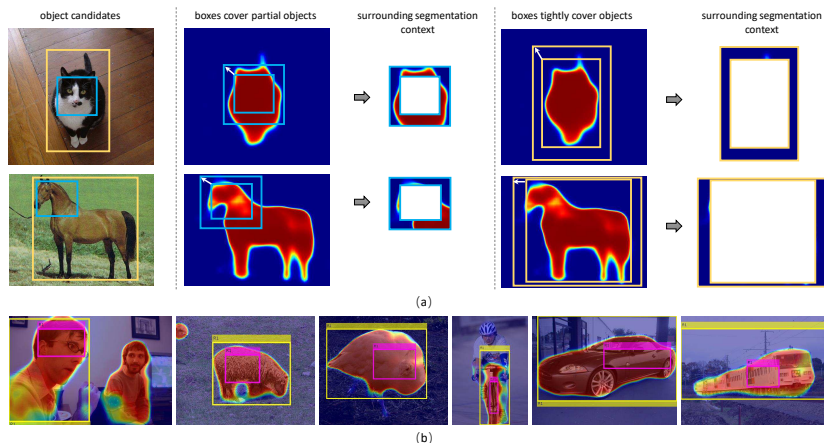 object candidates
boxes cover partial objects
surrounding segmentation
context
boxes tightly cover objects
surrounding segmentation
context
(a)
(b)